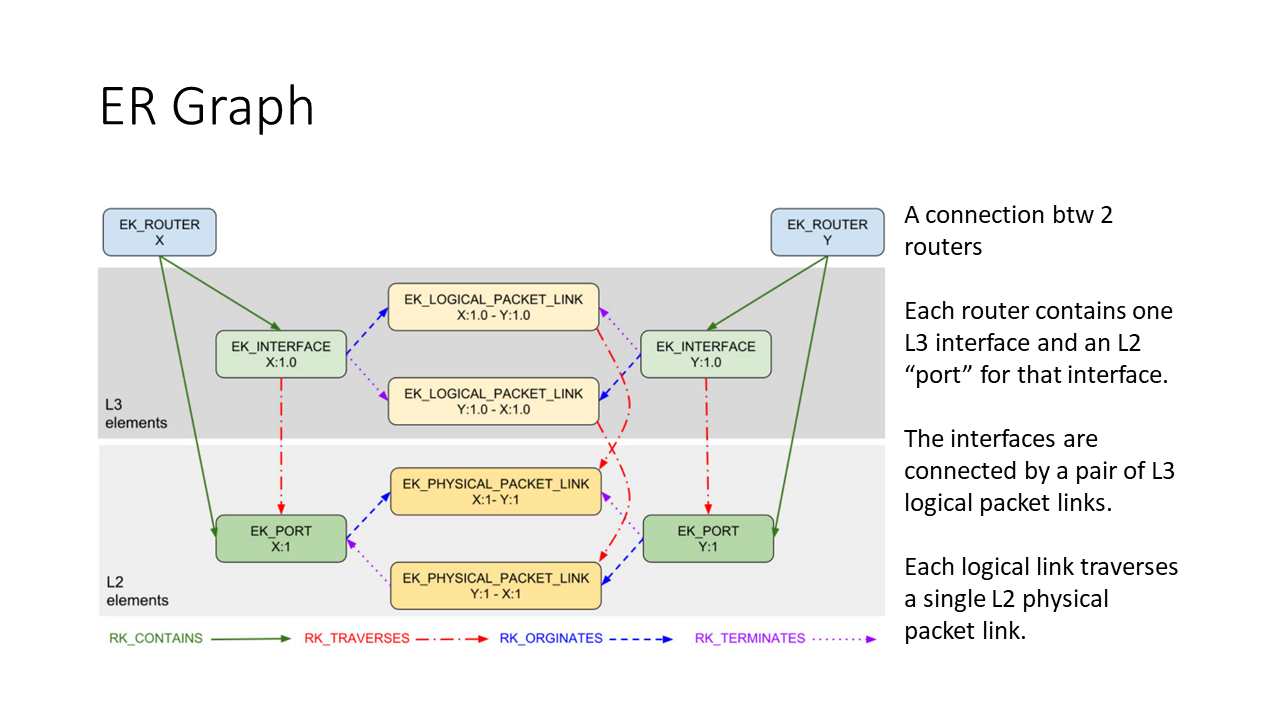 ER Graph
EK_ROUTER
X
EK_ROUTER
Y
EK_LOGICAL_PACKET_LINK
X:1.0 - Y:1.0
EK_INTERFACE
X:1.0
EK_INTERFACE
Y:1.0
EK_LOGICAL_PACKET_LINK
Y:1.0 - X:1.0
L3
elements
EK_PHYSICAL_PACKET_LINK
X:1- Y:1
EK_PORT
X:1
EK_PORT
Y:1
EK_PHYSICAL_PACKET_LINK
Y:1 - X:1
L2
elements
RK_CONTAINS
RK_TRAVERSES
RK_ORGINATES
RK_TERMINATES
A connection btw 2
routers
Each router contains one
L3 interface and an L2
“port” for that interface.
The interfaces are
connected by a pair of L3
logical packet links.
Each logical link traverses
a single L2 physical
packet link.